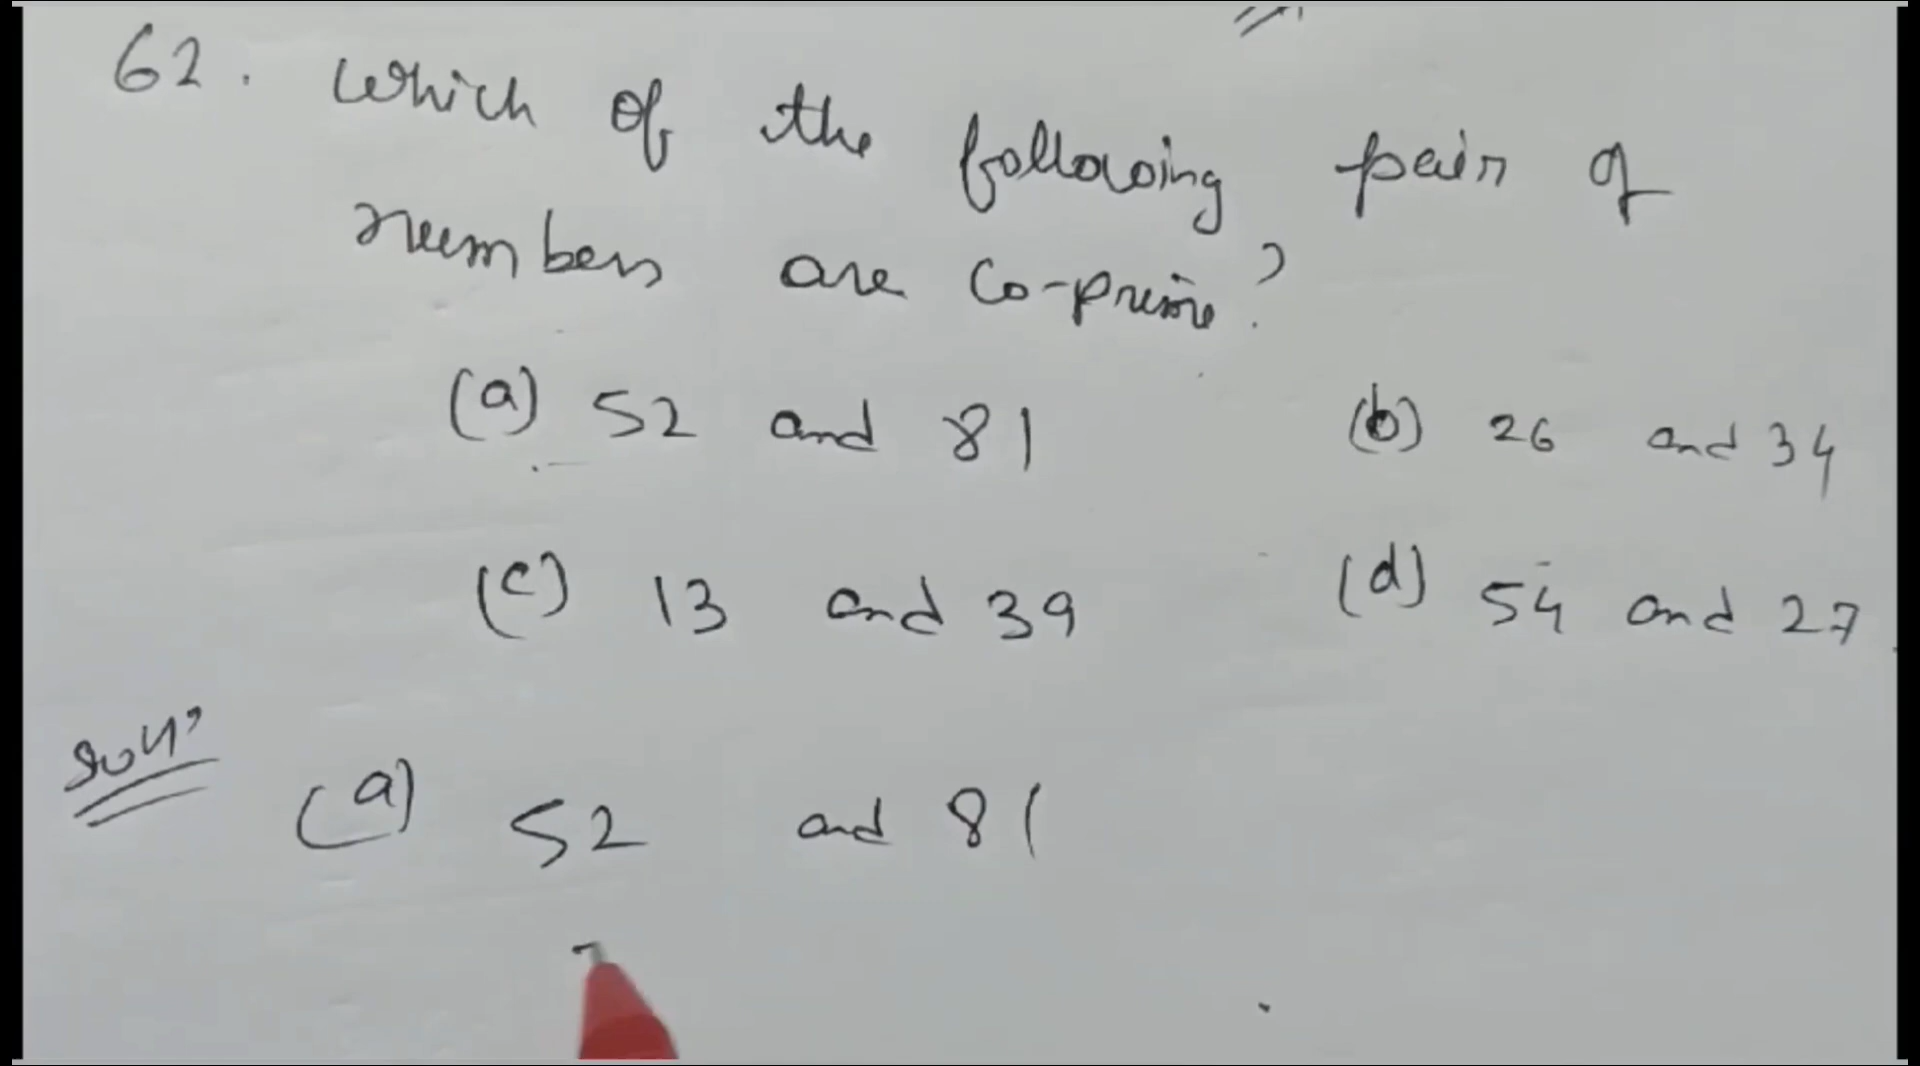 62. Which of the following pair of
numbers are co-prime?
(a) 52 and 81 (b) 26 and 34
(c) 13 and 39 (d) 54 and 27
Soln
(a) 52 and 81